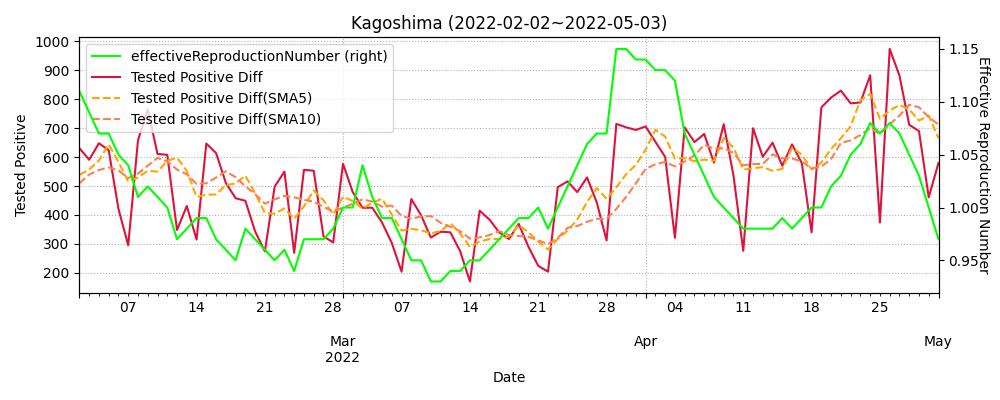 Kagoshima (2022-02-02~2022-05-03)
effectiveReproductionNumber (right)
Tested Positive Diff
Tested Positive Diff(SMA5)
Tested Positive Diff(SMA10)
Tested Positive
1000
900
800
700
600
500
400
300
200
Effective Reproduction Number
1.15
1.10
1.05
1.00
0.95
07 14 21 28 07 14 21 28 04 11 18 25
Mar Apr May
2022
Date